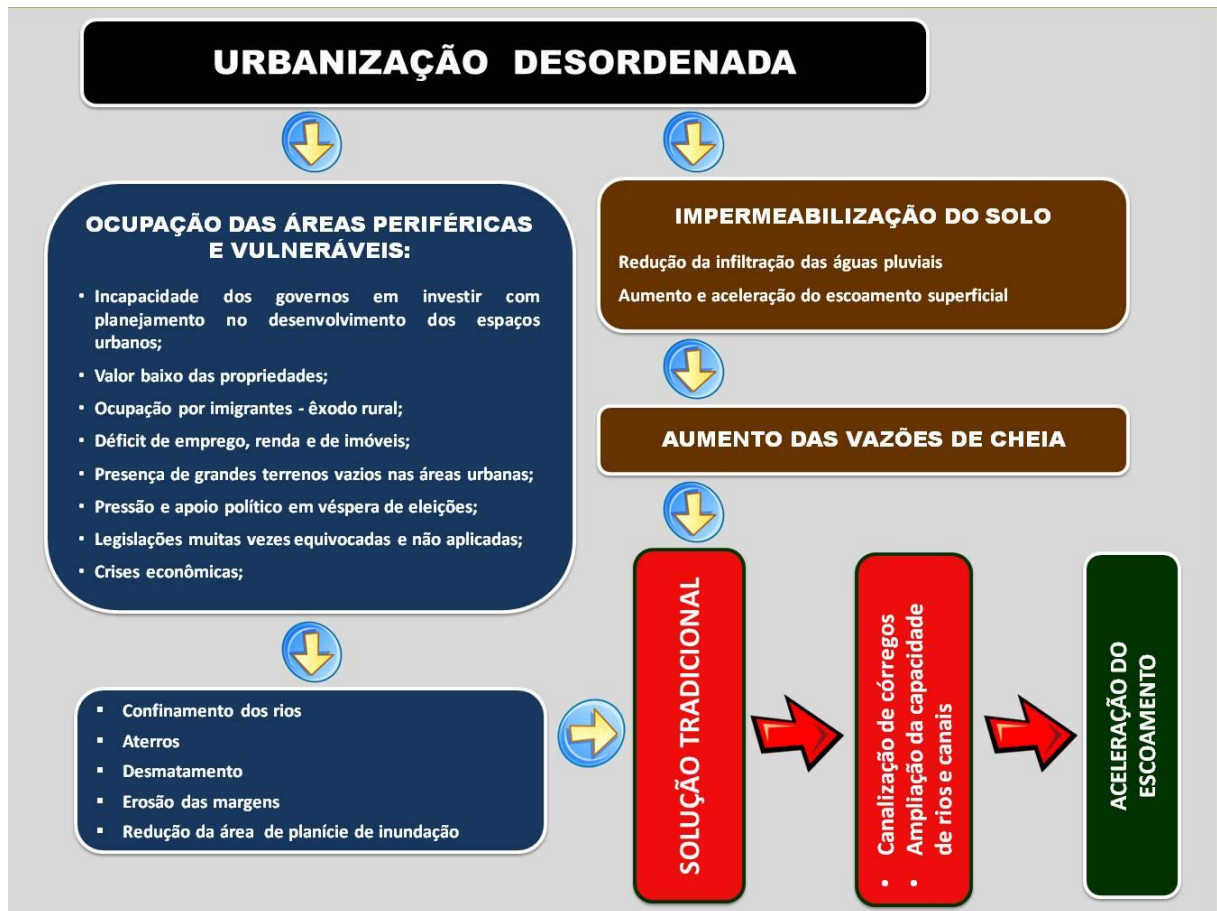 URBANIZAÇÃO DESORDENADA
OCUPAÇÃO DAS ÁREAS PERIFÉRICAS
E VULNERÁVEIS:
• Incapacidade dos governos em investir com
planejamento no desenvolvimento dos espaços
urbanos;
• Valor baixo das propriedades;
• Ocupação por imigrantes - êxodo rural;
• Déficit de emprego, renda e de imóveis;
• Presença de grandes terrenos vazios nas áreas urbanas;
• Pressão e apoio político em véspera de eleições;
• Legislações muitas vezes equivocadas e não aplicadas;
• Crises econômicas;
▪ Confinamento dos rios
▪ Aterros
▪ Desmatamento
▪ Erosão das margens
▪ Redução da área de planície de inundação
IMPERMEABILIZAÇÃO DO SOLO
Redução da infiltração das águas pluviais
Aumento e aceleração do escoamento superficial
AUMENTO DAS VAZÕES DE CHEIA
SOLUÇÃO TRADICIONAL
• Canalização de córregos
• Ampliação da capacidade
de rios e canais
ACELERAÇÃO DO
ESCOAMENTO